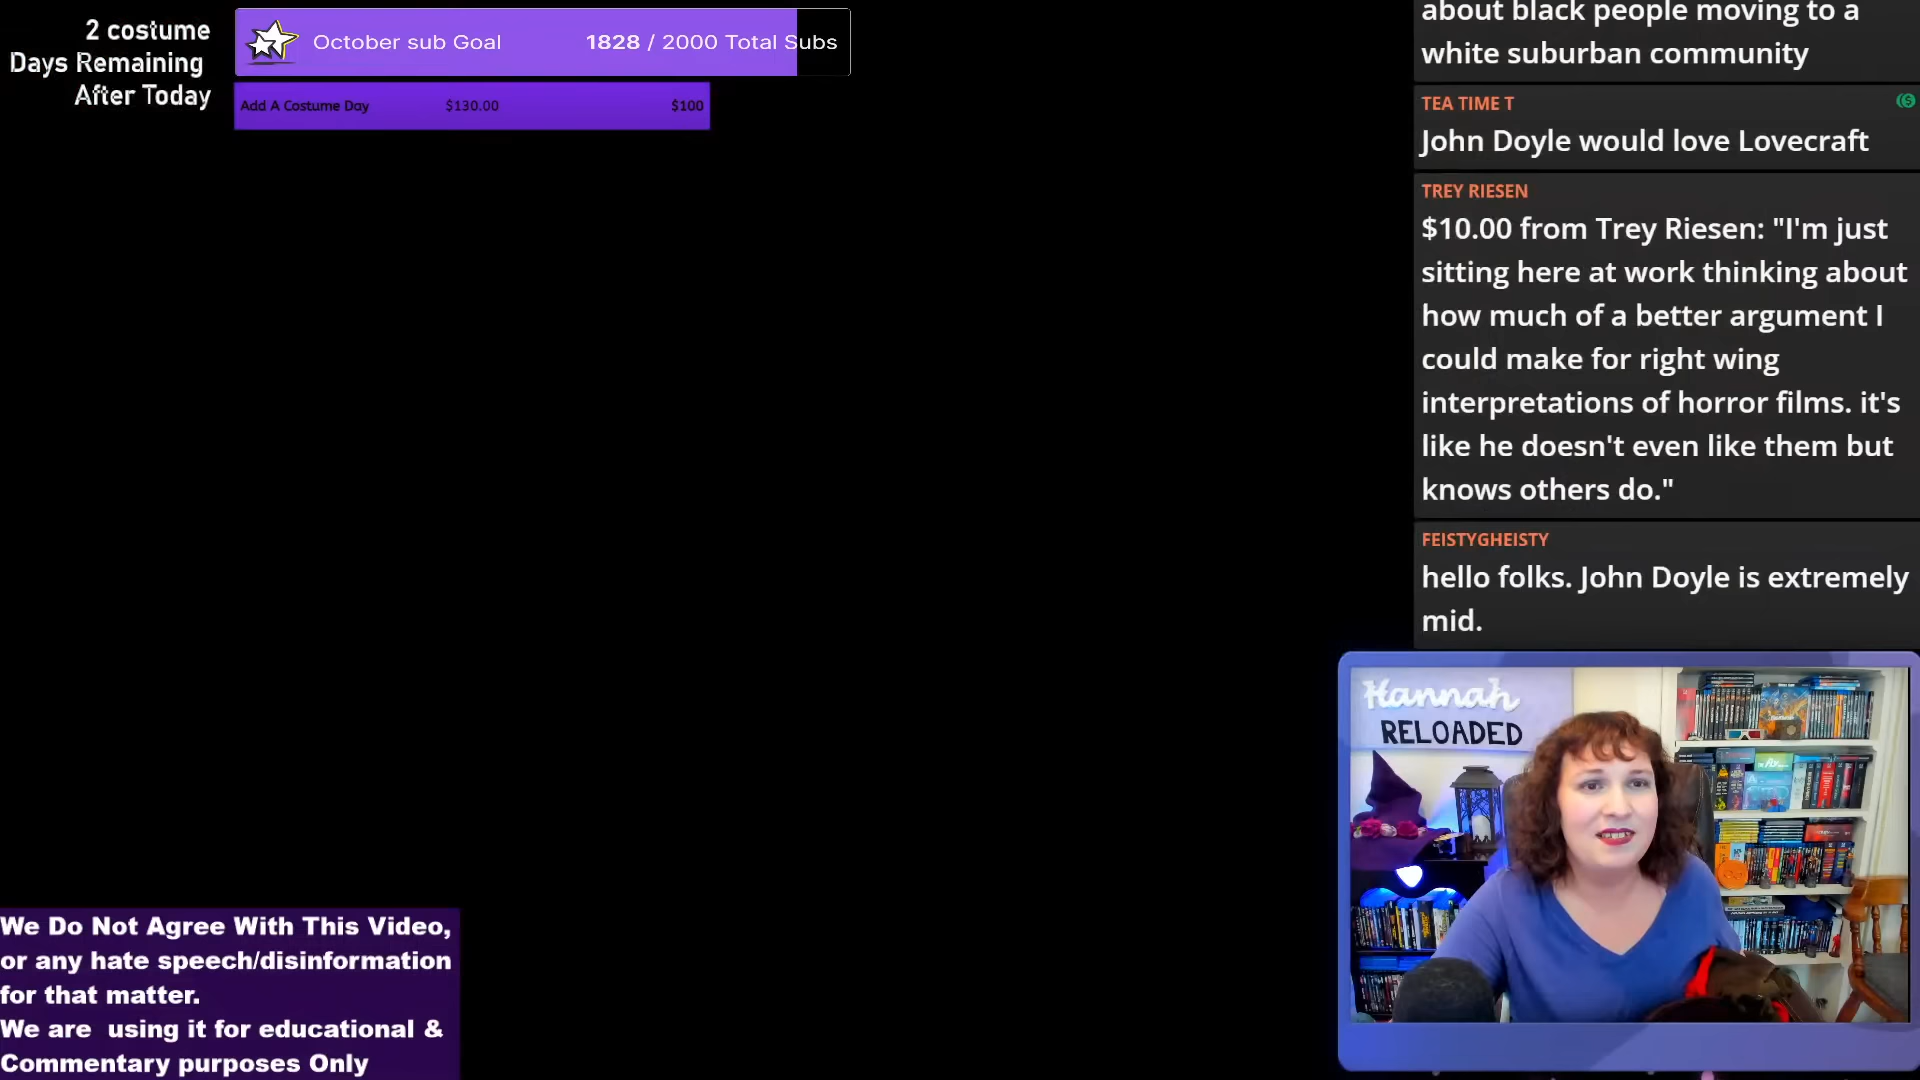 2 costume
Days Remaining
After Today
October sub Goal 1828 / 2000 Total Subs
Add A Costume Day $130.00 $100
about black people moving to a
white suburban community
TEA TIME T
John Doyle would love Lovecraft
TREY RIESEN
$10.00 from Trey Riesen: "I'm just
sitting here at work thinking about
how much of a better argument I
could make for right wing
interpretations of horror films. it's
like he doesn't even like them but
knows others do."
FEISTYGHEISTY
hello folks. John Doyle is extremely
mid.
Hannah
RELOADED
We Do Not Agree With This Video,
or any hate speech/disinformation
for that matter.
We are using it for educational &
Commentary purposes Only